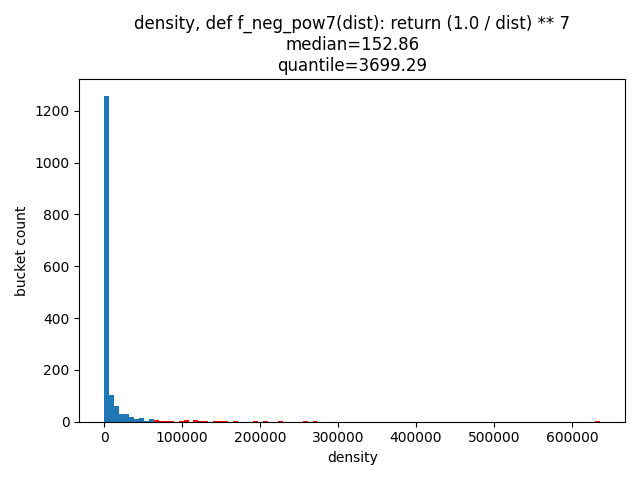 density, def f_neg_pow7(dist): return (1.0 / dist) ** 7
median=152.86
quantile=3699.29
1200
1000
800
600
400
200
0
bucket count
0 100000 200000 300000 400000 500000 600000
density